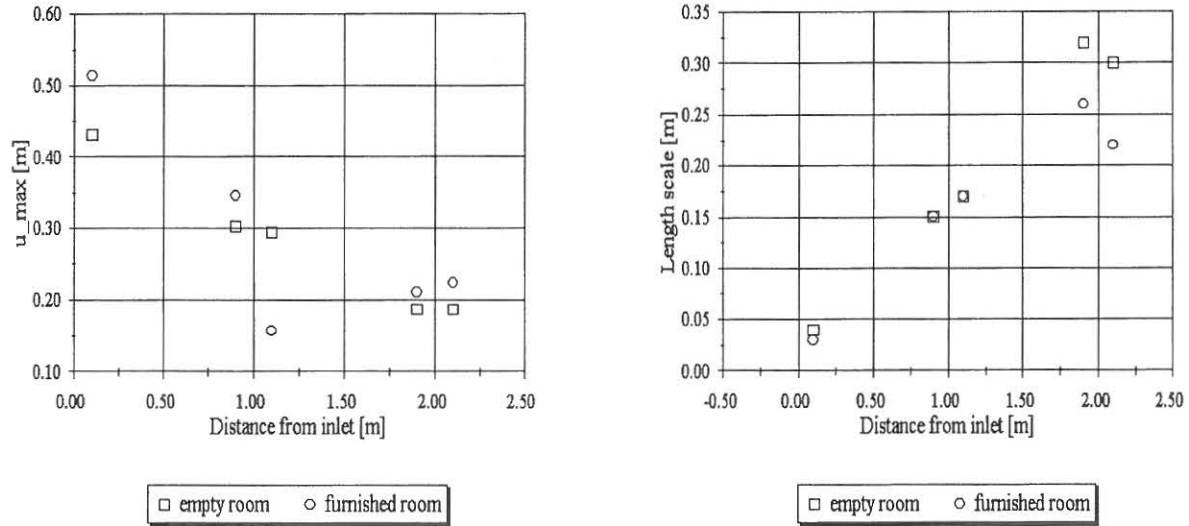 0.60
0.50
0.40
0.30
0.20
0.10
u_max [m]
0.00 0.50 1.00 1.50 2.00 2.50
Distance from inlet [m]
empty room furnished room
0.35
0.30
0.25
0.20
0.15
0.10
0.05
0.00
Length scale [m]
-0.50 0.00 0.50 1.00 1.50 2.00 2.50
Distance from inlet [m]
empty room furnished room